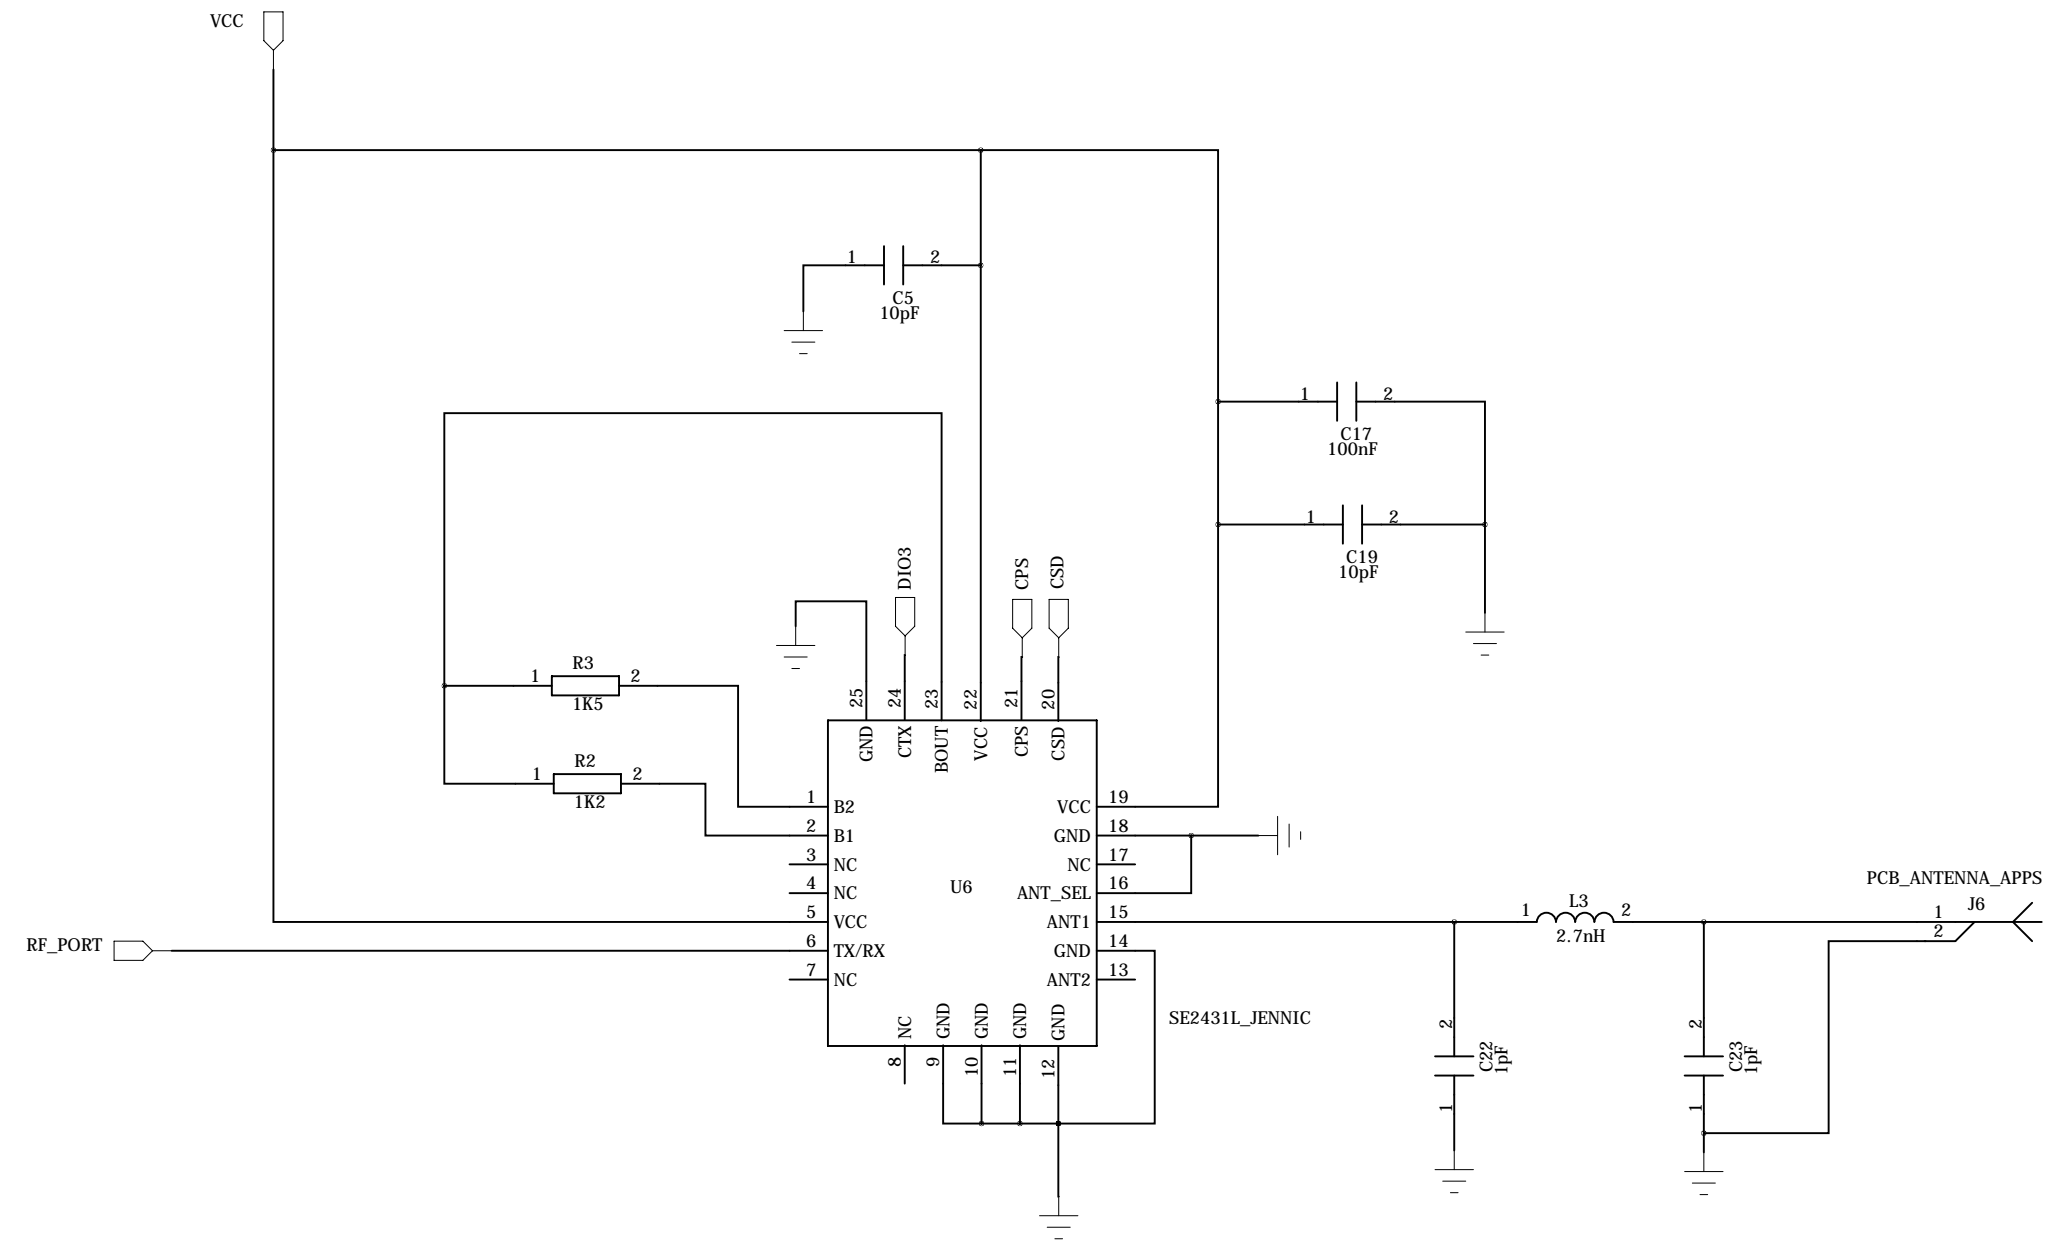 VCC
1 2
C5
10pF
1 2
C17
100nF
1 2
C19
10pF
DIO3
CPS
CSD
R3
1 2
1K5
R2
1 2
1K2
25 24 23 22 21 20
GND CTX BOUT VCC CPS CSD
1 B2
2 B1
3 NC
4 NC
5 VCC
6 TX/RX
7 NC
RF_PORT
U6
VCC 19
GND 18
NC 17
ANT_SEL 16
ANT1 15
GND 14
ANT2 13
NC GND GND GND GND
8 9 10 11 12
SE2431L_JENNIC
1 L3 2
2.7nH
PCB_ANTENNA_APPS
J6
1
2
2
C22
1pF
1
2
C23
1pF
1